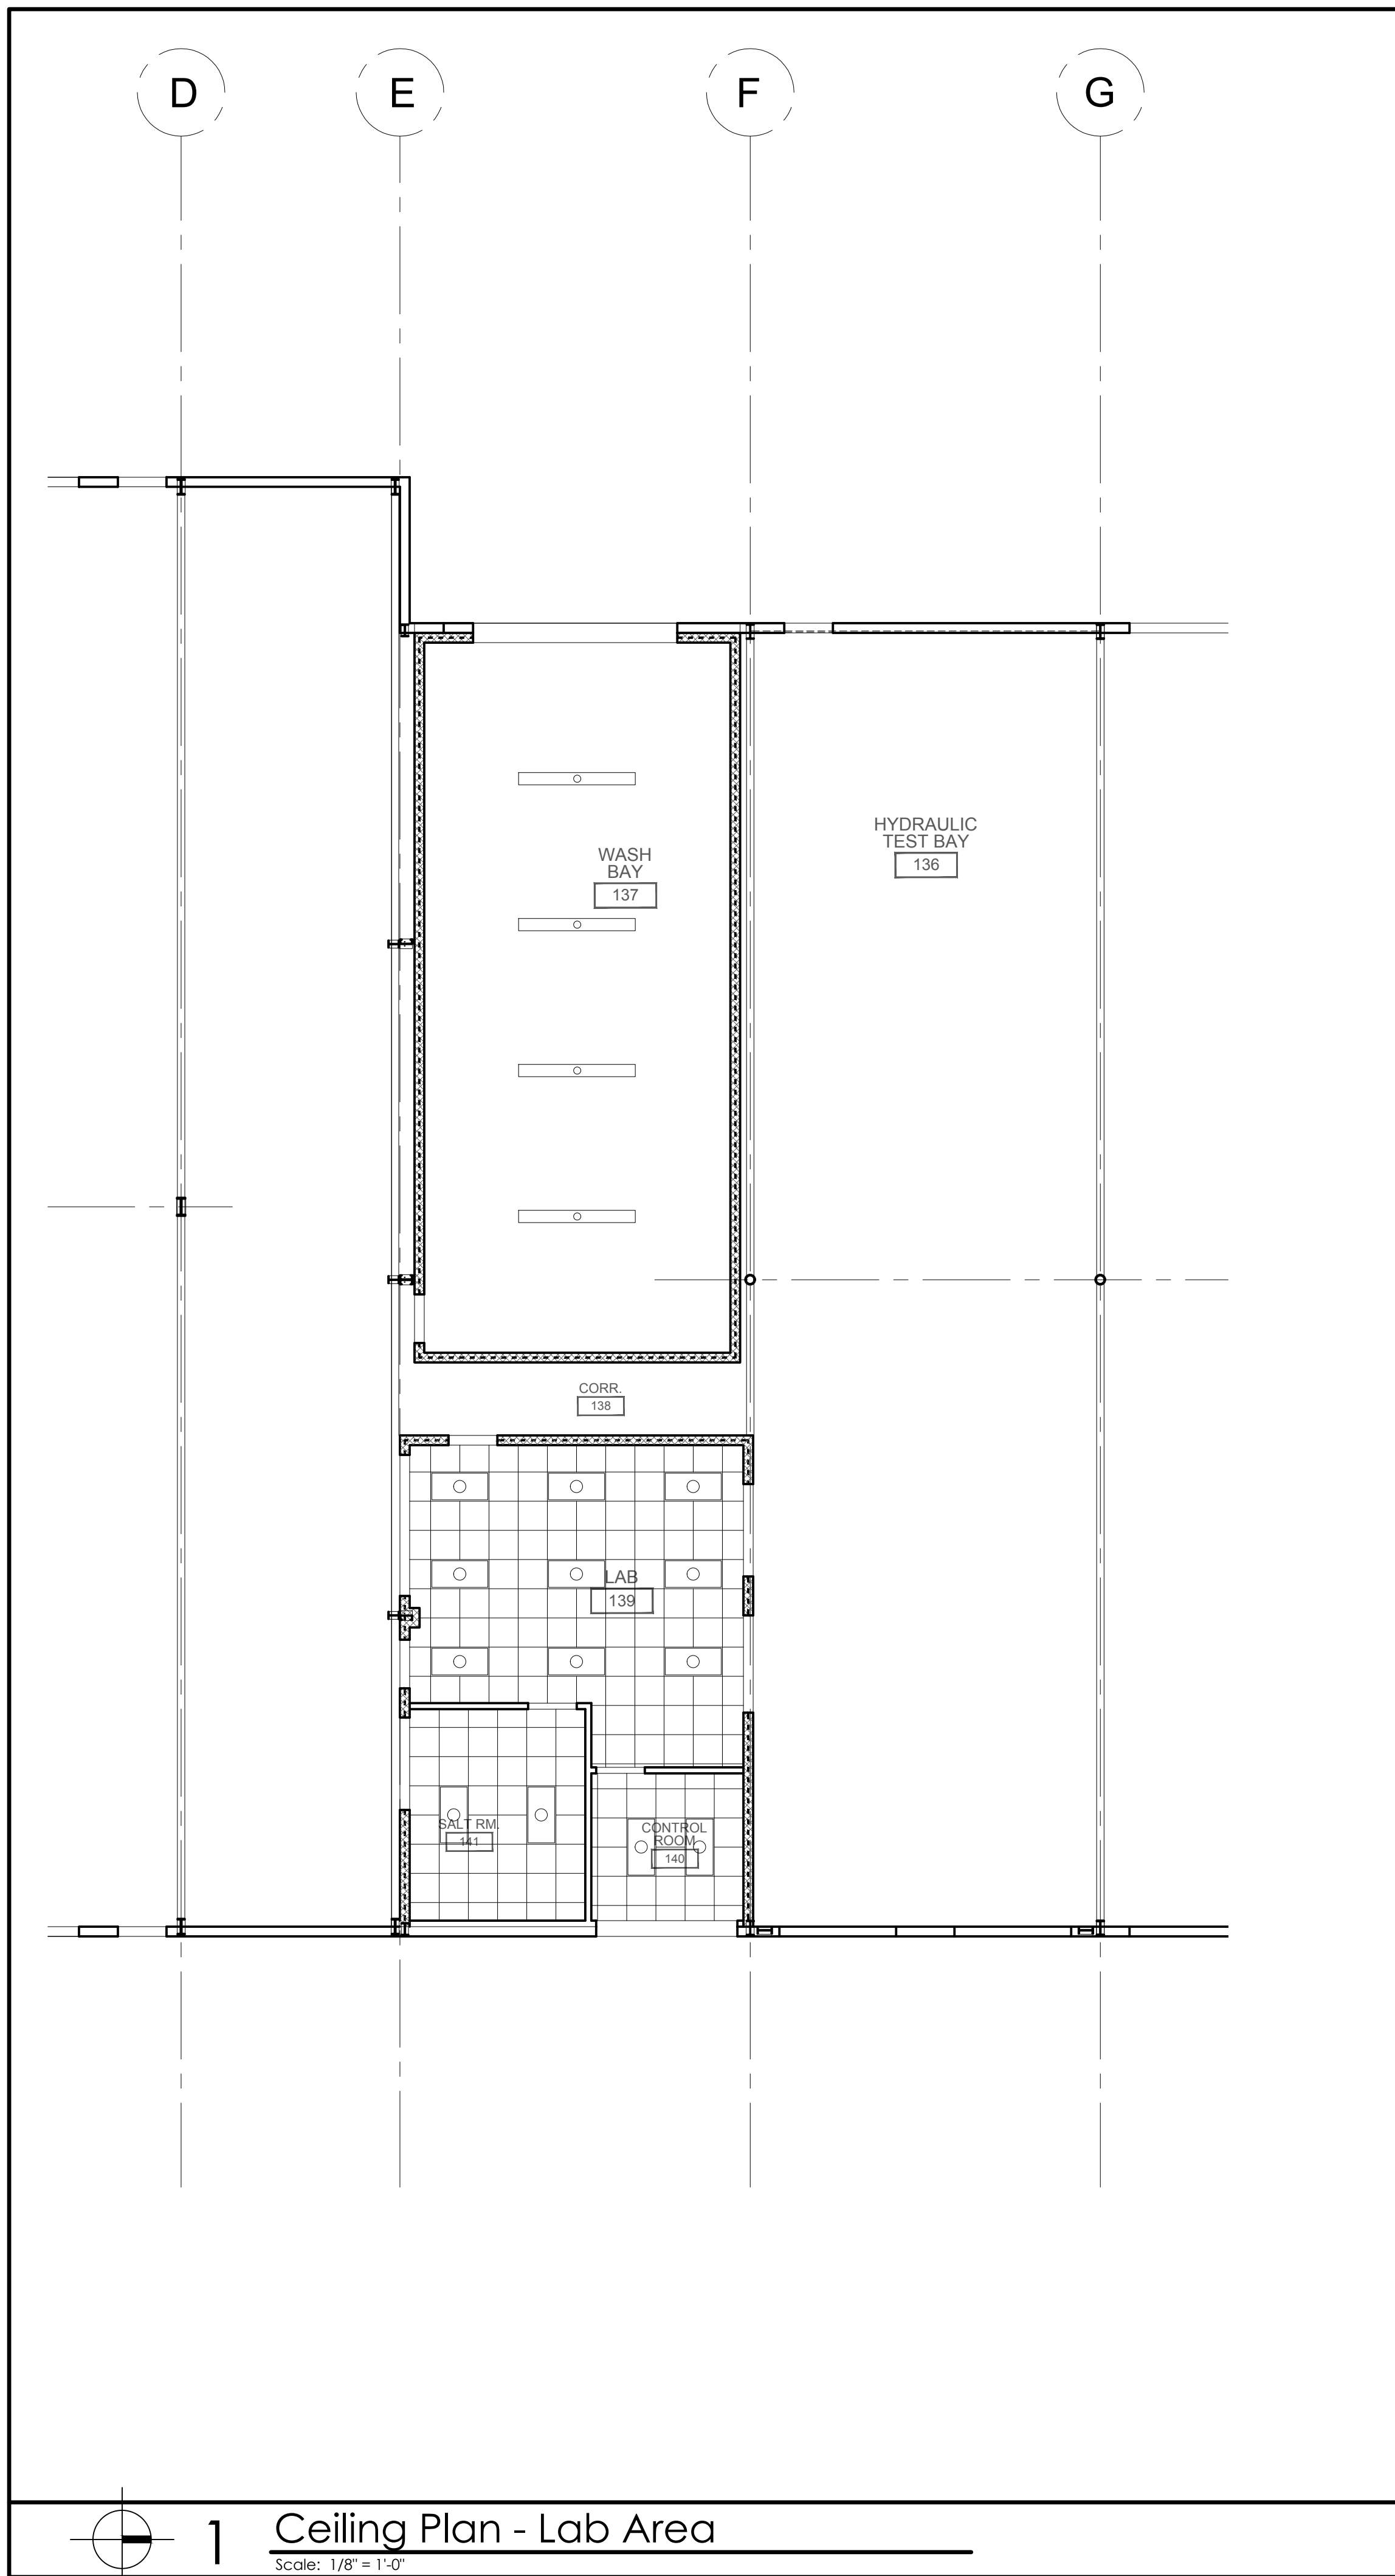 D
E
F
G
HYDRAULIC
TEST BAY
136
WASH
BAY
137
CORR.
138
LAB
139
SALT RM.
141
CONTROL
ROOM
140
1
Ceiling Plan - Lab Area
Scale: 1/8" = 1'-0"